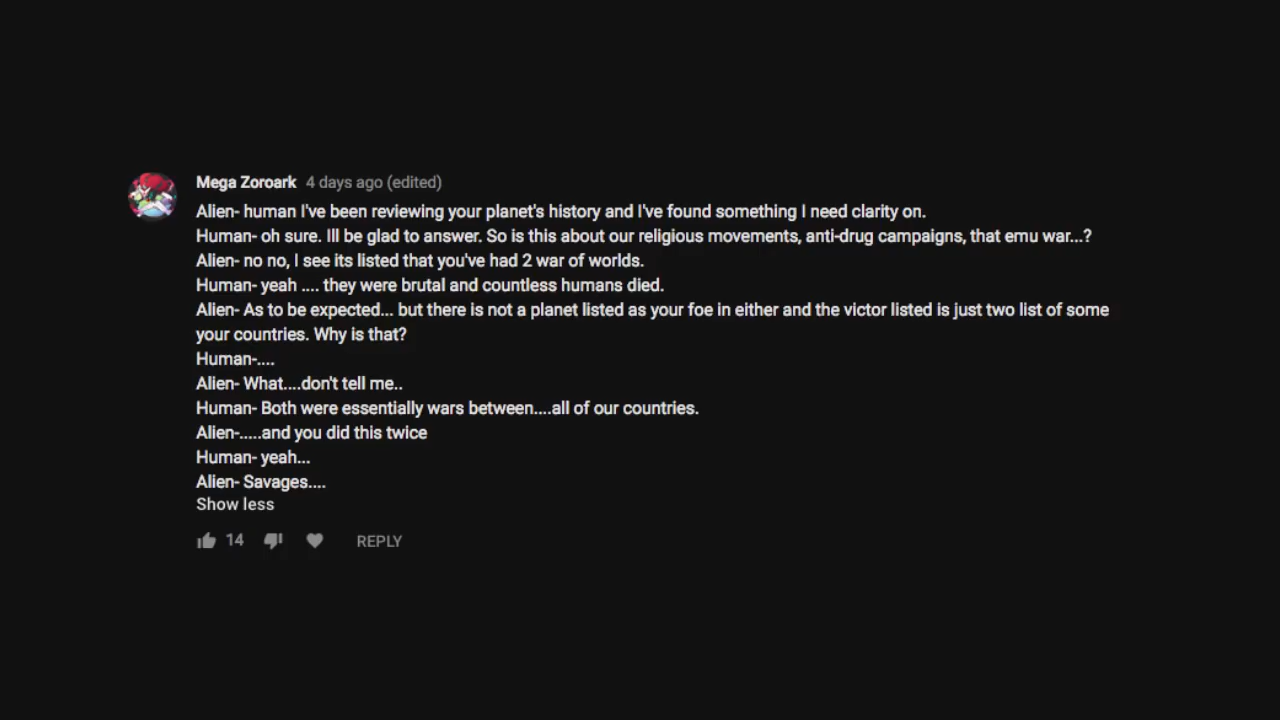 Mega Zoroark 4 days ago (edited)
Alien- human I've been reviewing your planet's history and I've found something I need clarity on.
Human- oh sure. Ill be glad to answer. So is this about our religious movements, anti-drug campaigns, that emu war...?
Alien- no no, I see its listed that you've had 2 war of worlds.
Human- yeah .... they were brutal and countless humans died.
Alien- As to be expected... but there is not a planet listed as your foe in either and the victor listed is just two list of some
your countries. Why is that?
Human-....
Alien- What....don't tell me..
Human- Both were essentially wars between....all of our countries.
Alien-.....and you did this twice
Human- yeah...
Alien- Savages....
Show less
14 REPLY